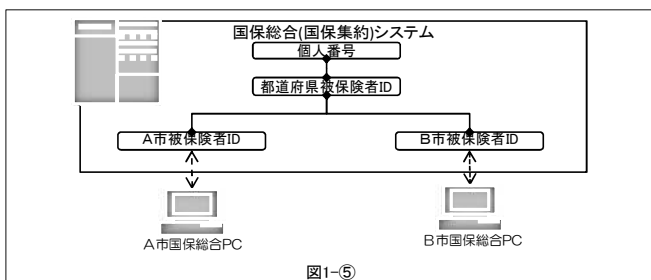 国保総合(国保集約)システム
個人番号
都道府県被保険者ID
A市被保険者ID
B市被保険者ID
A市国保総合PC
B市国保総合PC
図1-⑤